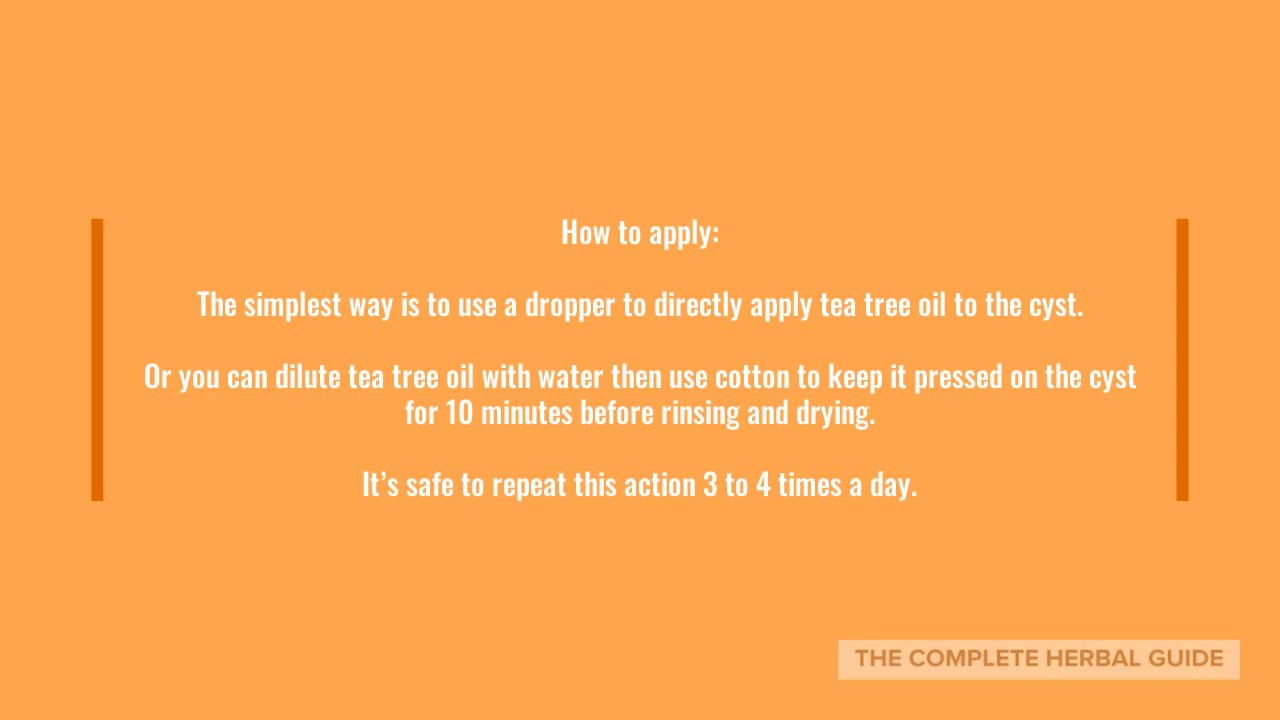 How to apply:
The simplest way is to use a dropper to directly apply tea tree oil to the cyst.
Or you can dilute tea tree oil with water then use cotton to keep it pressed on the cyst
for 10 minutes before rinsing and drying.
It’s safe to repeat this action 3 to 4 times a day.
THE COMPLETE HERBAL GUIDE